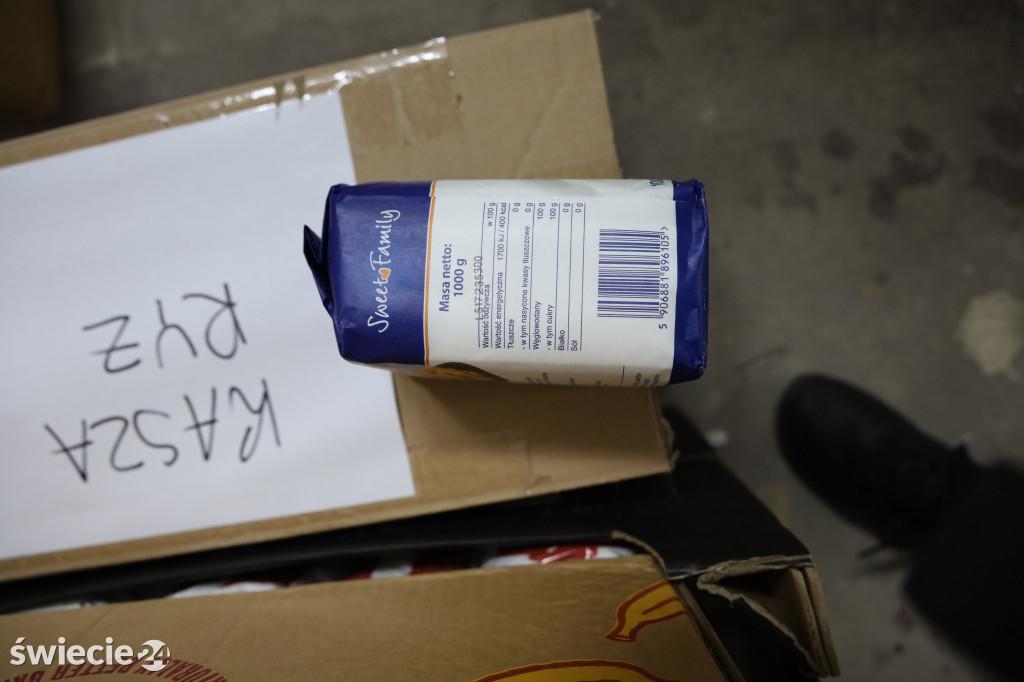 KASZA
RYZ
Sweet Family
Masa netto:
1000 g
L517235300
Wartość odżywcza w 100 g
Wartość energetyczna 1700 kJ / 400 kcal
Tłuszcze 0 g
- w tym nasycone kwasy tłuszczowe 0 g
Węglowodany 100 g
- w tym cukry 100 g
Białko 0 g
Sól 0 g
5 906881 896105 >
świecie24